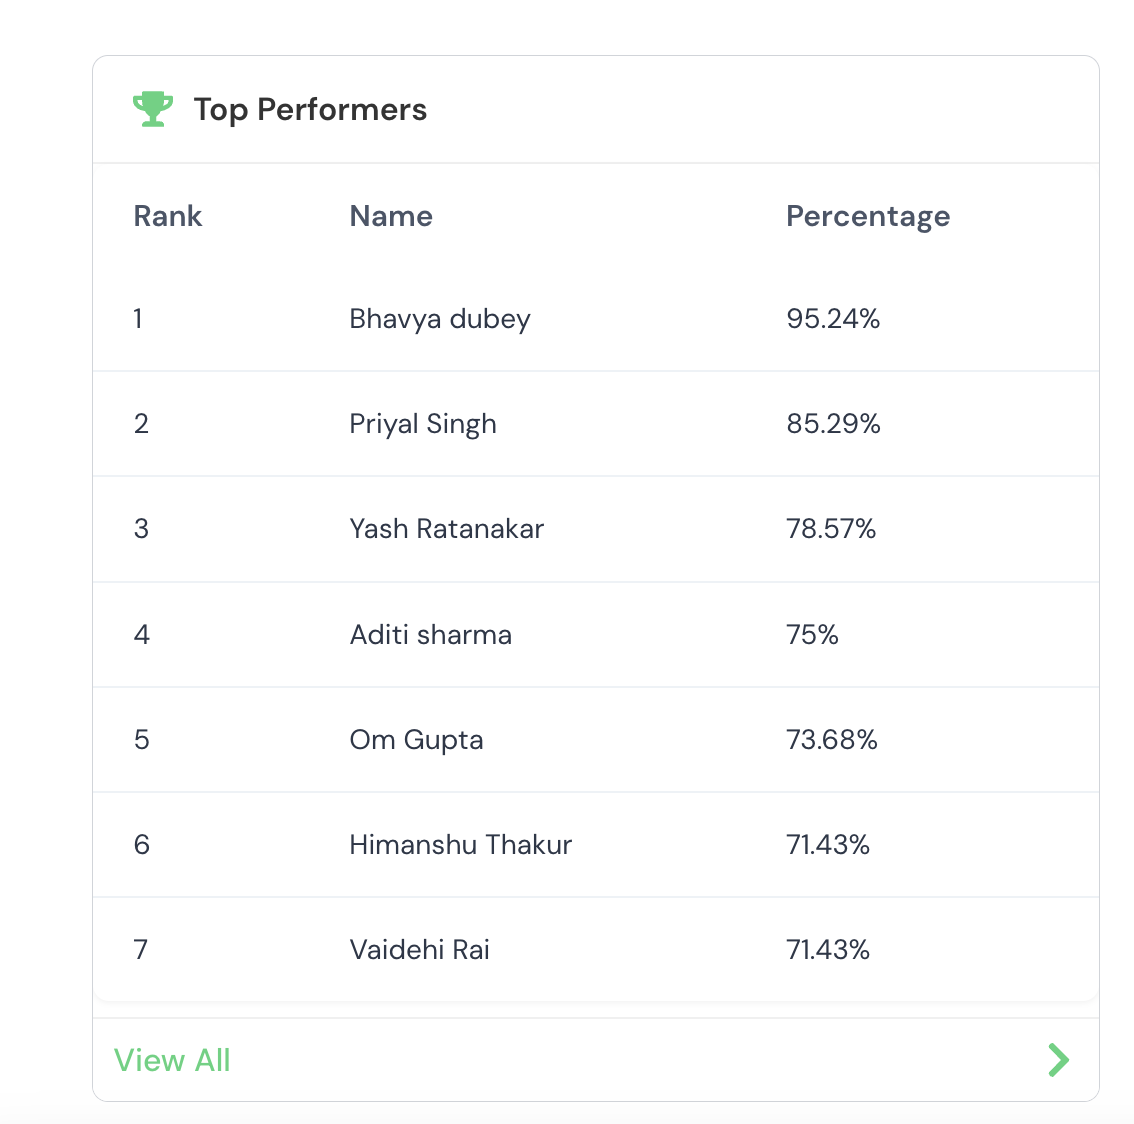 Top Performers
Rank Name Percentage
1 Bhavya dubey 95.24%
2 Priyal Singh 85.29%
3 Yash Ratanakar 78.57%
4 Aditi sharma 75%
5 Om Gupta 73.68%
6 Himanshu Thakur 71.43%
7 Vaidehi Rai 71.43%
View All